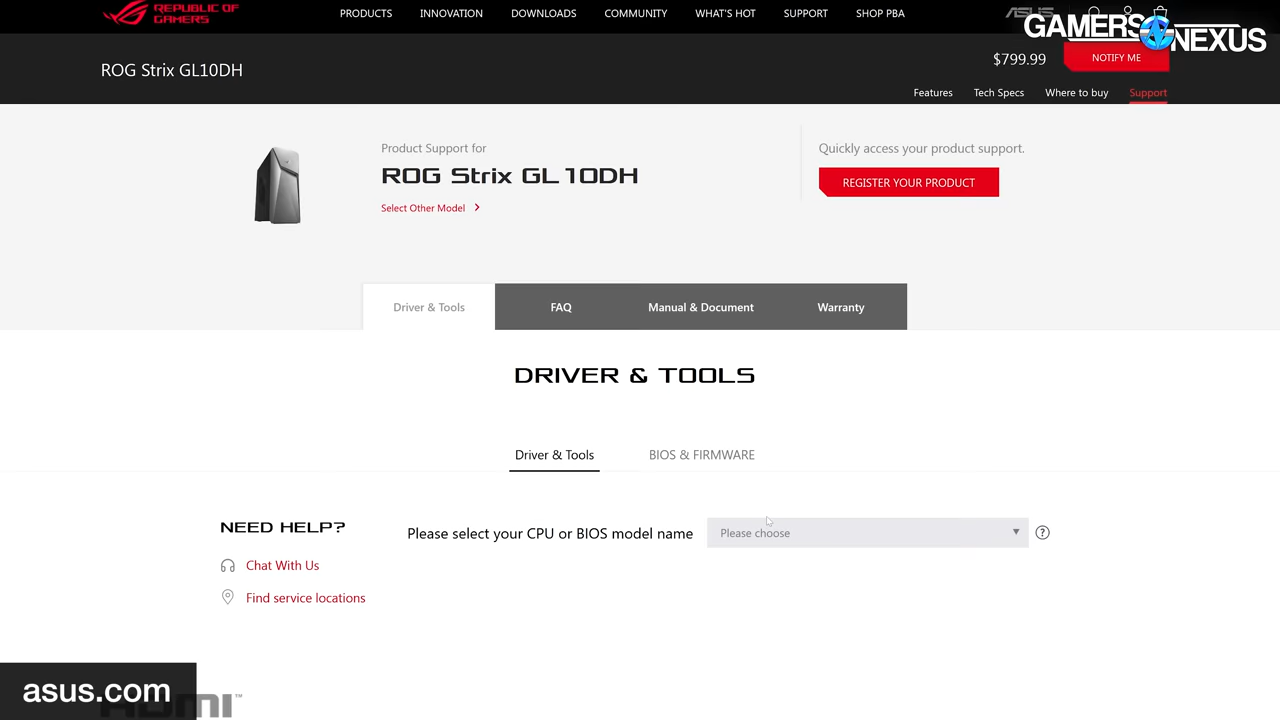 REPUBLIC OF
GAMERS
PRODUCTS INNOVATION DOWNLOADS COMMUNITY WHAT'S HOT SUPPORT SHOP PBA
ASUS
GAMERS NEXUS
ROG Strix GL10DH
$799.99
NOTIFY ME
Features Tech Specs Where to buy Support
Product Support for
ROG Strix GL10DH
Select Other Model
Quickly access your product support.
REGISTER YOUR PRODUCT
Driver & Tools FAQ Manual & Document Warranty
DRIVER & TOOLS
Driver & Tools BIOS & FIRMWARE
NEED HELP?
Chat With Us
Find service locations
Please select your CPU or BIOS model name
Please choose
?
asus.com